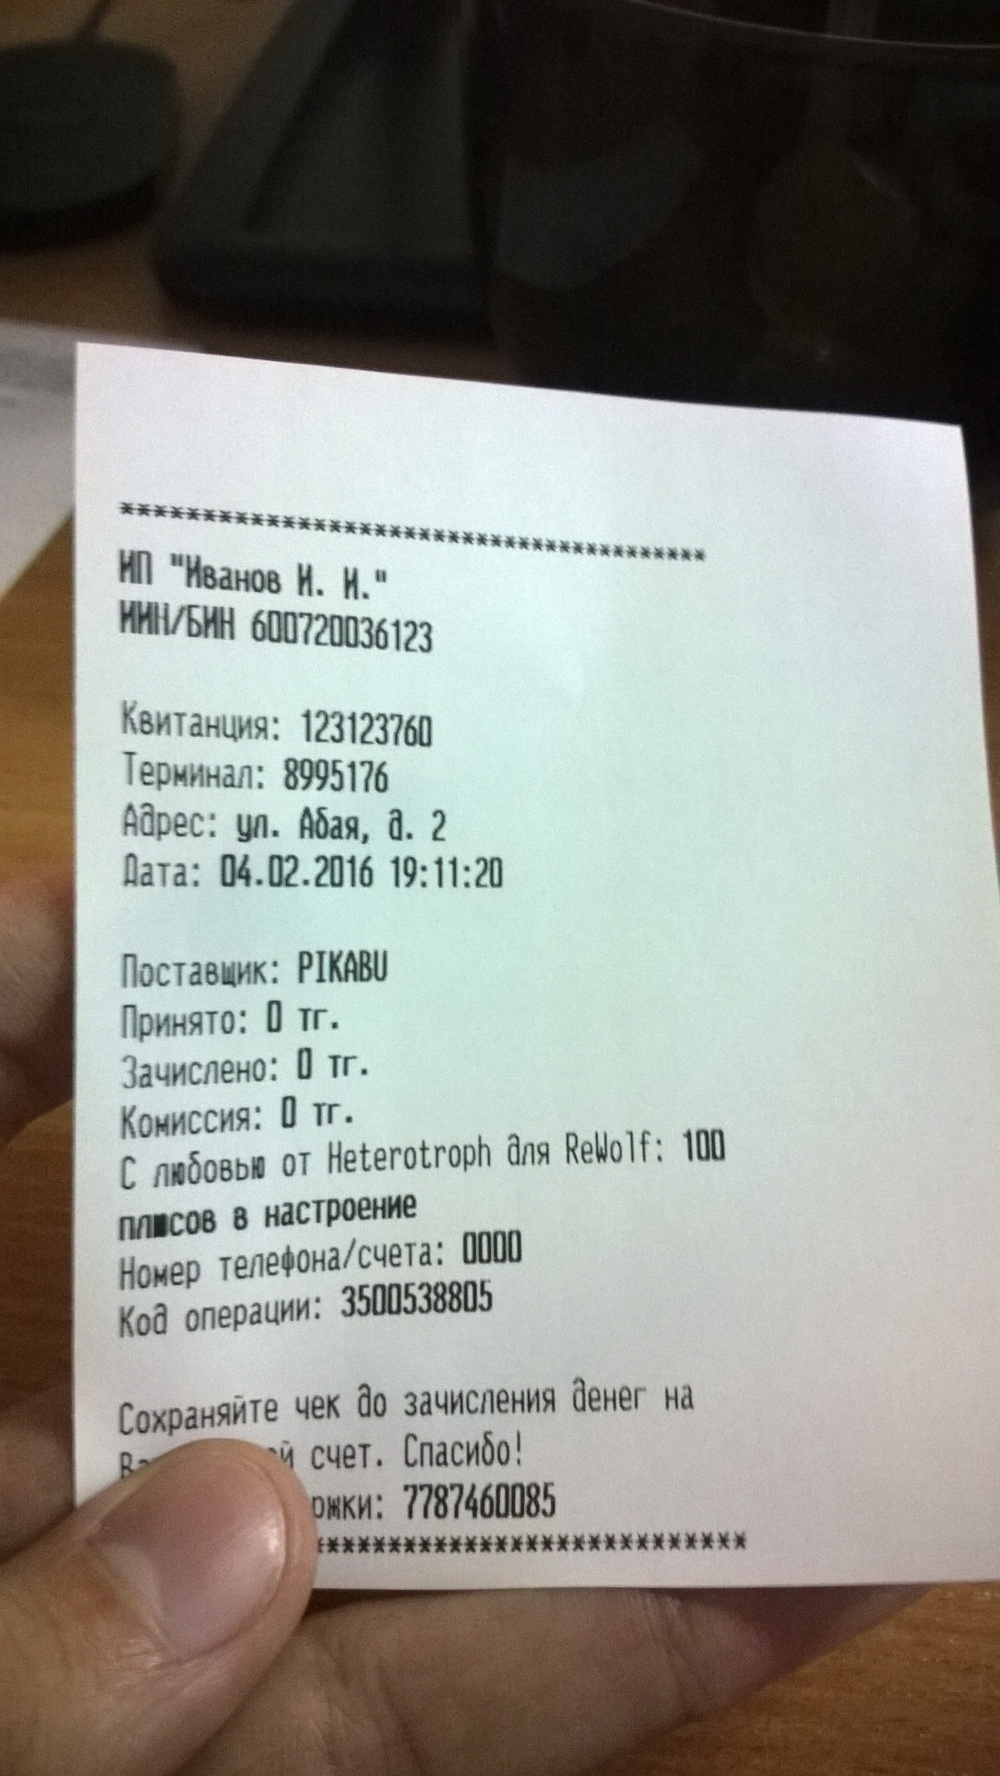 ****************************************
ИП "Иванов И. И."
ИИН/БИН 600720036123
Квитанция: 123123760
Терминал: 8995176
Адрес: ул. Абая, д. 2
Дата: 04.02.2016 19:11:20
Поставщик: PIKABU
Принято: 0 тг.
Зачислено: 0 тг.
Комиссия: 0 тг.
С любовью от Heterotroph для ReWolf: 100
плюсов в настроение
Номер телефона/счета: 0000
Код операции: 3500538805
Сохраняйте чек до зачисления денег на
счет. Спасибо!
7787460085
****************************